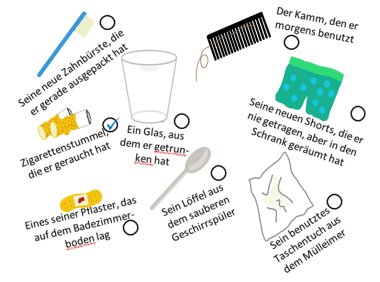 Seine neue Zahnbürste, die
er gerade ausgepackt hat
Der Kamm, den er
morgens benutzt
Zigarettenstummel,
die er geraucht hat
Ein Glas, aus
dem er getrun-
ken hat
Seine neuen Shorts, die er
nie getragen, aber in den
Schrank geräumt hat
Eines seiner Pflaster, das
auf dem Badezimmer-
boden lag
Sein Löffel aus
dem sauberen
Geschirrspüler
Sein benutztes
Taschentuch aus
dem Mülleimer